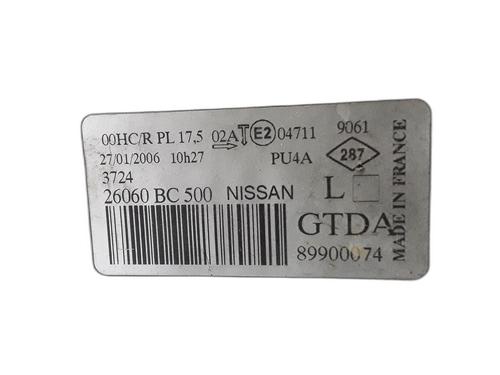 00HC/R PL 17,5 02A E2 04711 9061
27/01/2006 10h27 PU4A 287
3724
26060 BC 500 NISSAN L
GTDA
89900074
MADE IN FRANCE